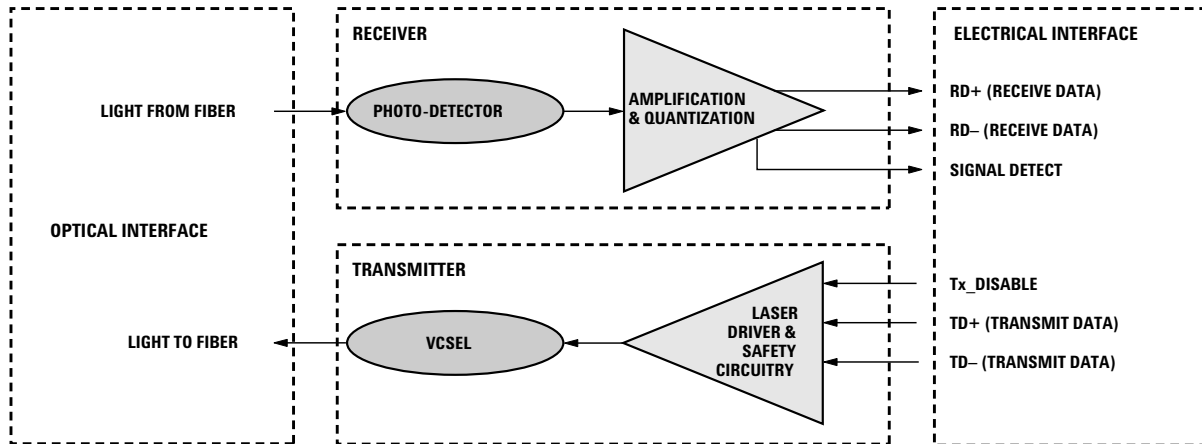 RECEIVER
ELECTRICAL INTERFACE
LIGHT FROM FIBER
PHOTO-DETECTOR
AMPLIFICATION
& QUANTIZATION
RD+ (RECEIVE DATA)
RD– (RECEIVE DATA)
SIGNAL DETECT
OPTICAL INTERFACE
TRANSMITTER
LIGHT TO FIBER
VCSEL
LASER
DRIVER &
SAFETY
CIRCUITRY
Tx_DISABLE
TD+ (TRANSMIT DATA)
TD– (TRANSMIT DATA)